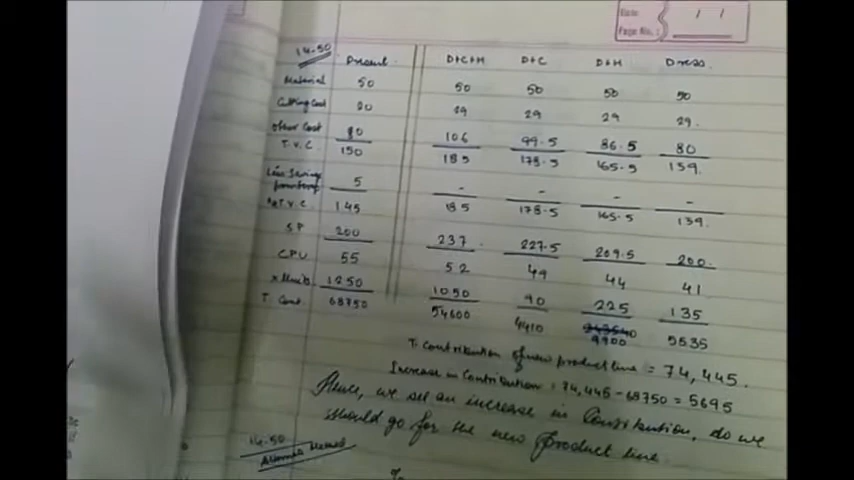 Date / /
Page No. :
14-50 Present D+C+H D+C D+H Dress.
Material 50 50 50 50 50
Cutting Cost 20 29 29 29 29.
Other Cost 80 106 99.5 86.5 80
T.V.C. 150 185 178.5 165.5 159.
Less Saving 5 - - - -
T.V.C. 145 185 178.5 165.5 159.
SP 200 237. 227.5 209.5 200.
CPU 55 52 49 44 41
x Units 1250 1050 90 225 135
T. Cont. 68750 54600 4410 9900 5535
T. Contribution of new product line = 74,445.
Increase in Contribution = 74,445 - 68750 = 5695
Hence, we see an increase in Contribution, do we
should go for the new product line.
14-50